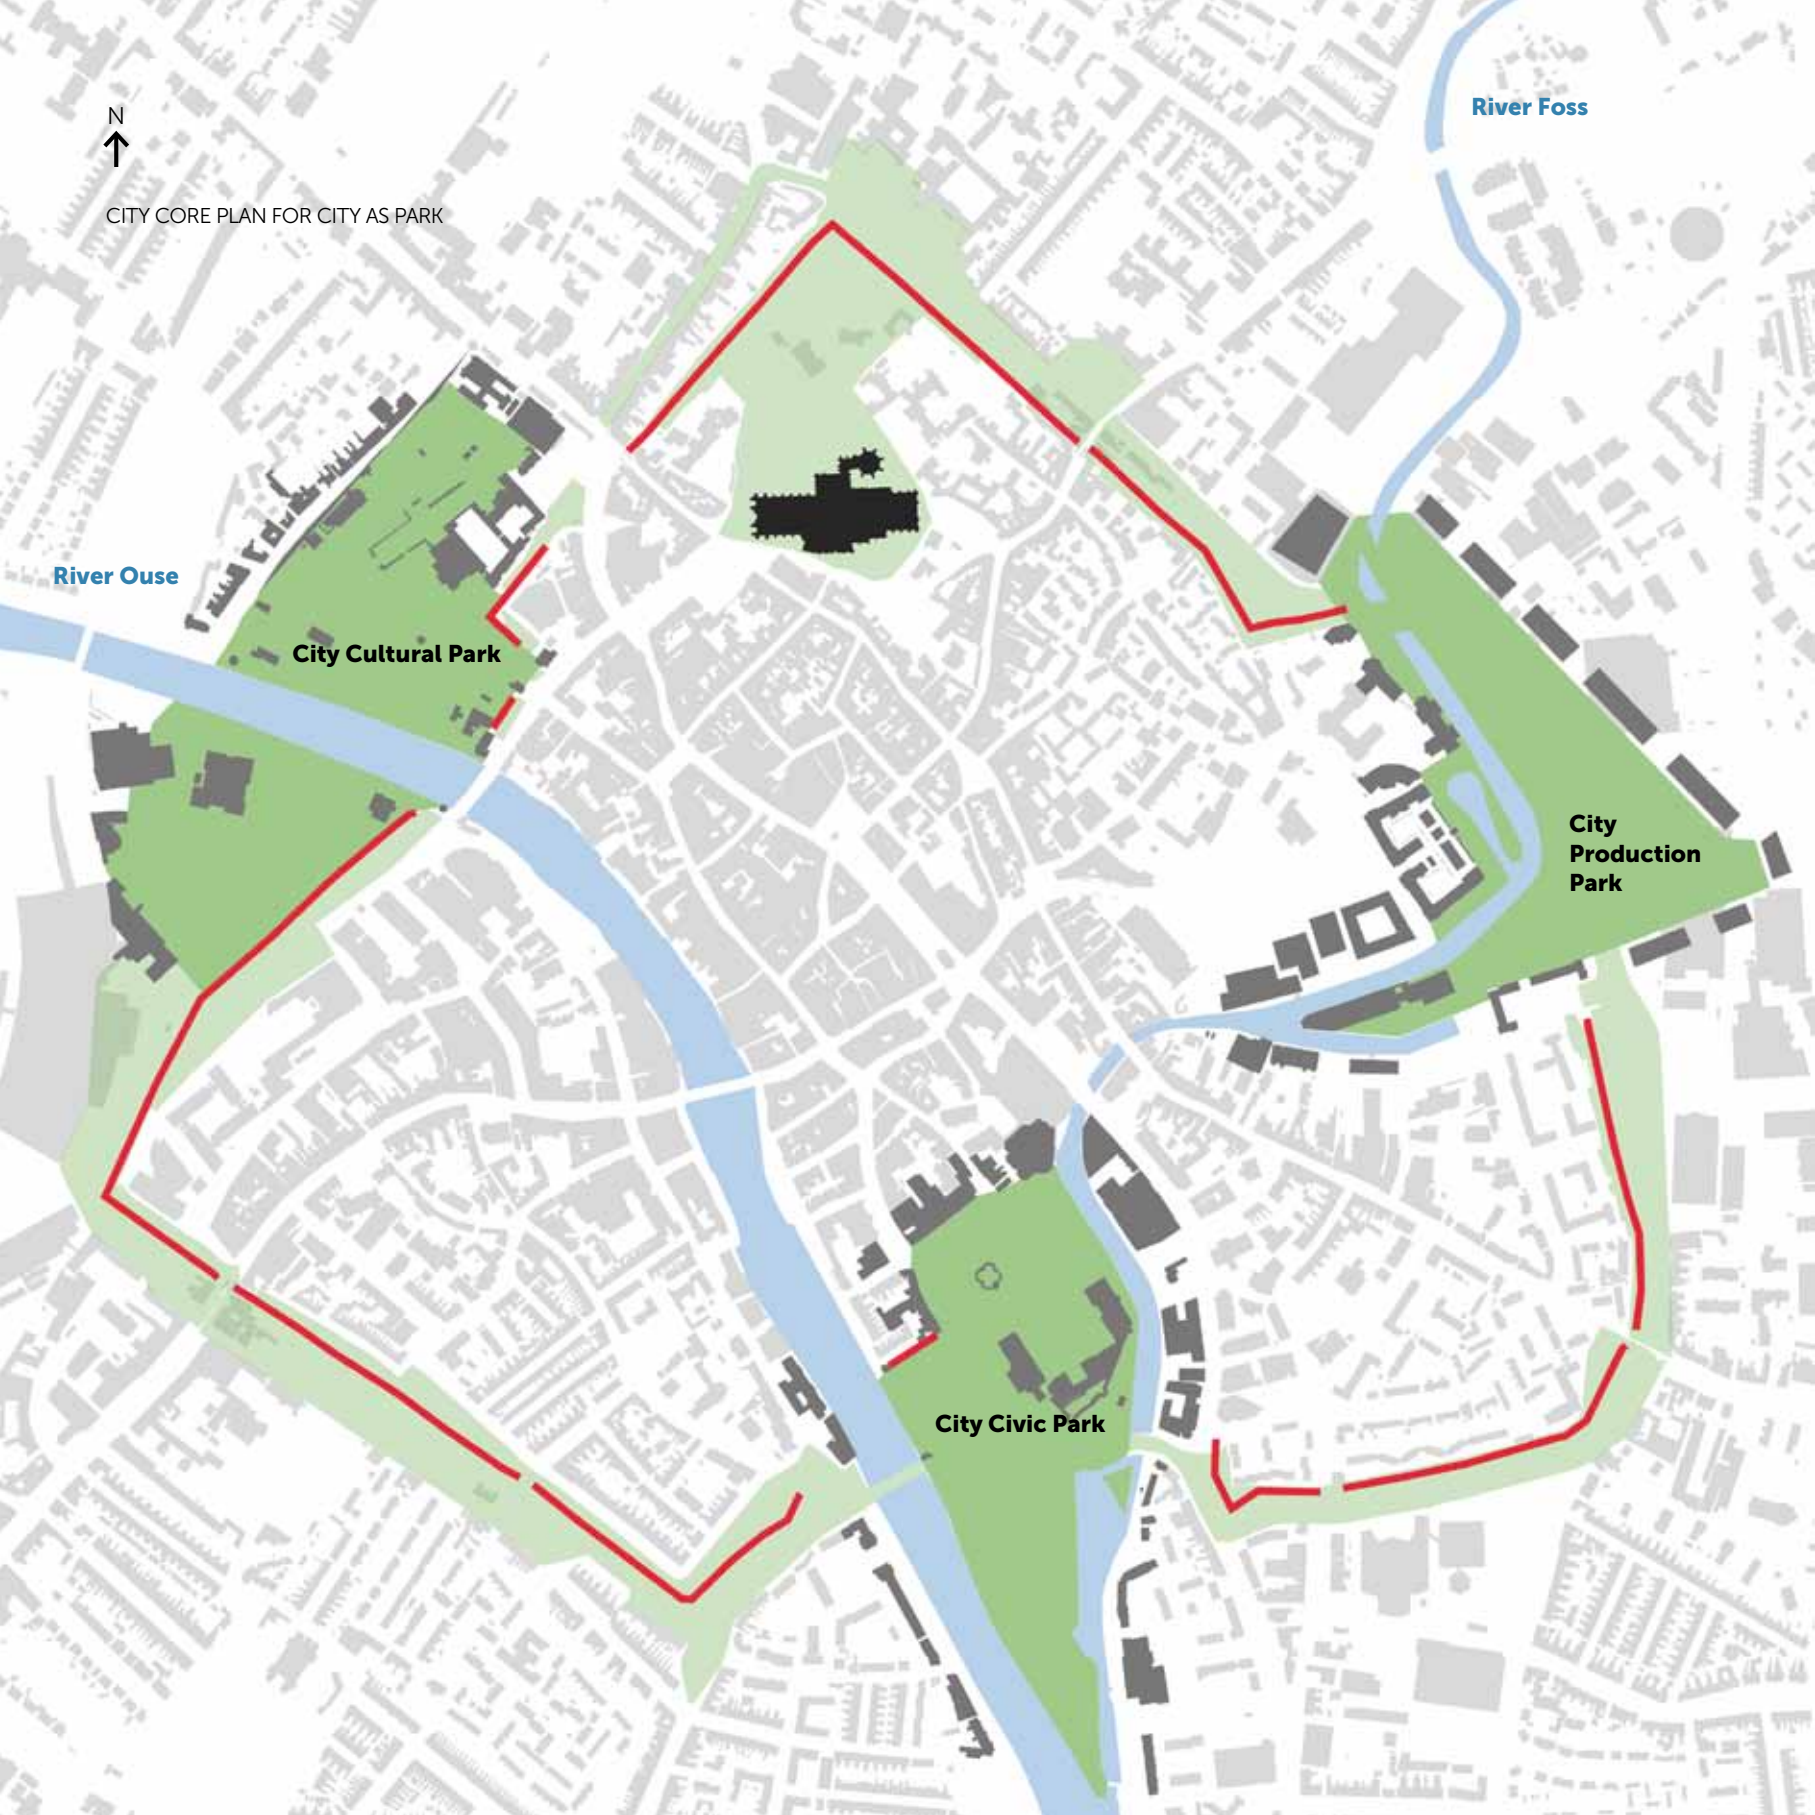 River Foss
N
CITY CORE PLAN FOR CITY AS PARK
River Ouse
City Cultural Park
City
Production
Park
City Civic Park